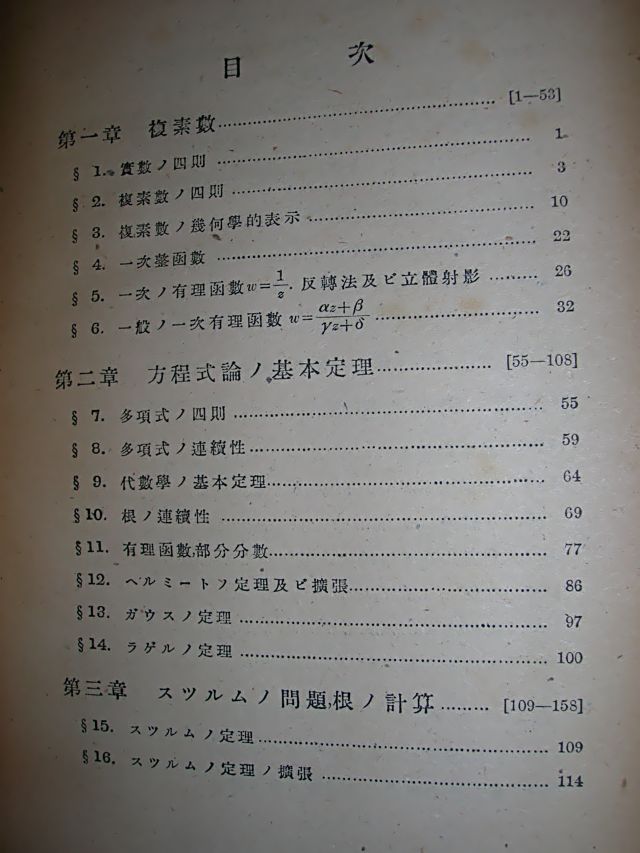 目 次
第一章 複素數 [1—53]
§ 1. 實數ノ四則 1
§ 2. 複素數ノ四則 3
§ 3. 複素數ノ幾何學的表示 10
§ 4. 一次整函數 22
§ 5. 一次ノ有理函數 w=1/z. 反轉法及ビ立體射影 26
§ 6. 一般ノ一次有理函數 w=(αz+β)/(γz+δ) 32
第二章 方程式論ノ基本定理 [55—108]
§ 7. 多項式ノ四則 55
§ 8. 多項式ノ連續性 59
§ 9. 代數學ノ基本定理 64
§10. 根ノ連續性 69
§11. 有理函數,部分分數 77
§12. ヘルミートノ定理及ビ擴張 86
§13. ガウスノ定理 97
§14. ラゲルノ定理 100
第三章 スツルムノ問題,根ノ計算 [109—158]
§15. スツルムノ定理 109
§16. スツルムノ定理ノ擴張 114